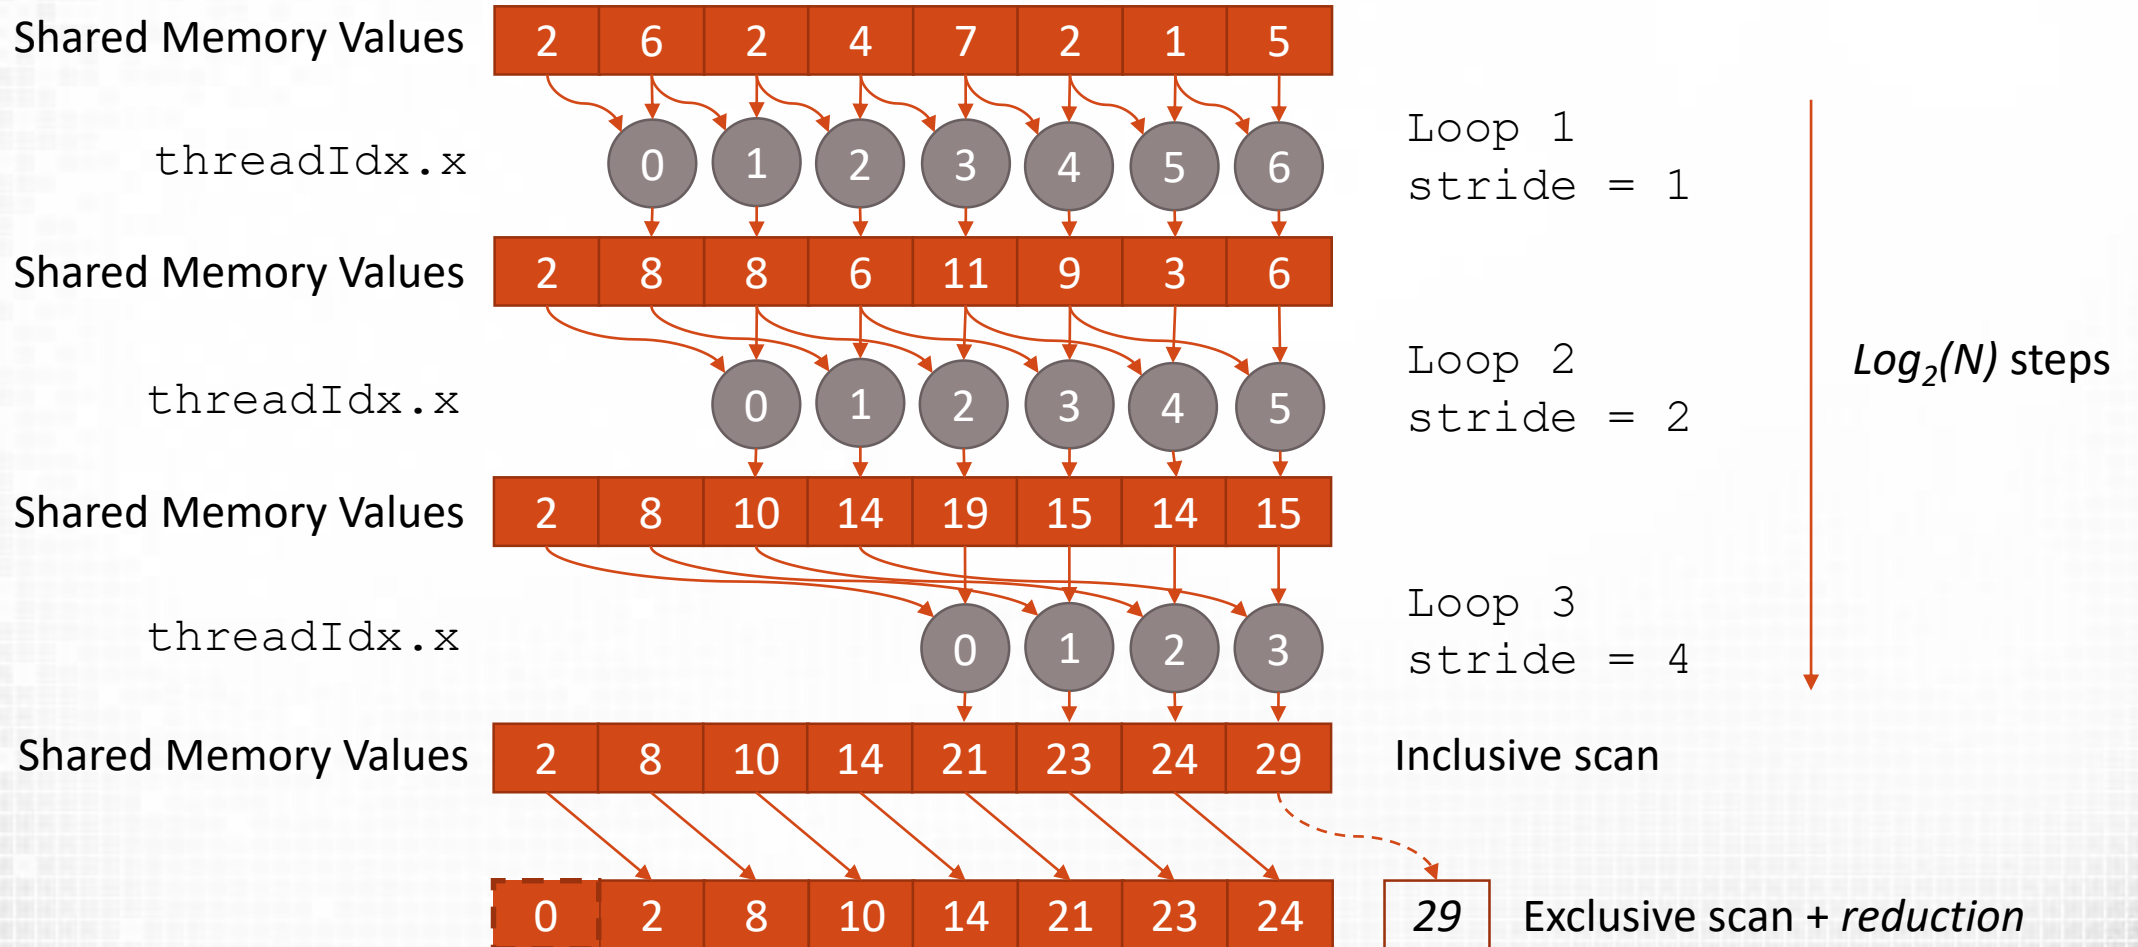 Shared Memory Values 2 6 2 4 7 2 1 5
threadIdx.x 0 1 2 3 4 5 6
Loop 1
stride = 1
Shared Memory Values 2 8 8 6 11 9 3 6
threadIdx.x 0 1 2 3 4 5
Loop 2
stride = 2
Log2(N) steps
Shared Memory Values 2 8 10 14 19 15 14 15
threadIdx.x 0 1 2 3
Loop 3
stride = 4
Shared Memory Values 2 8 10 14 21 23 24 29 Inclusive scan
0 2 8 10 14 21 23 24 29 Exclusive scan + reduction